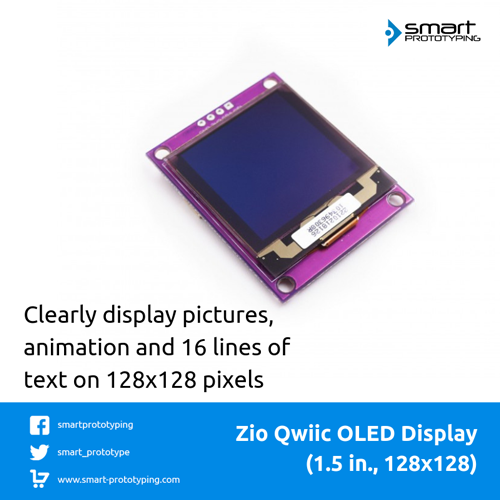 smart
PROTOTYPING
Clearly display pictures,
animation and 16 lines of
text on 128x128 pixels
smartprototyping
smart_prototype
www.smart-prototyping.com
Zio Qwiic OLED Display
(1.5 in., 128x128)